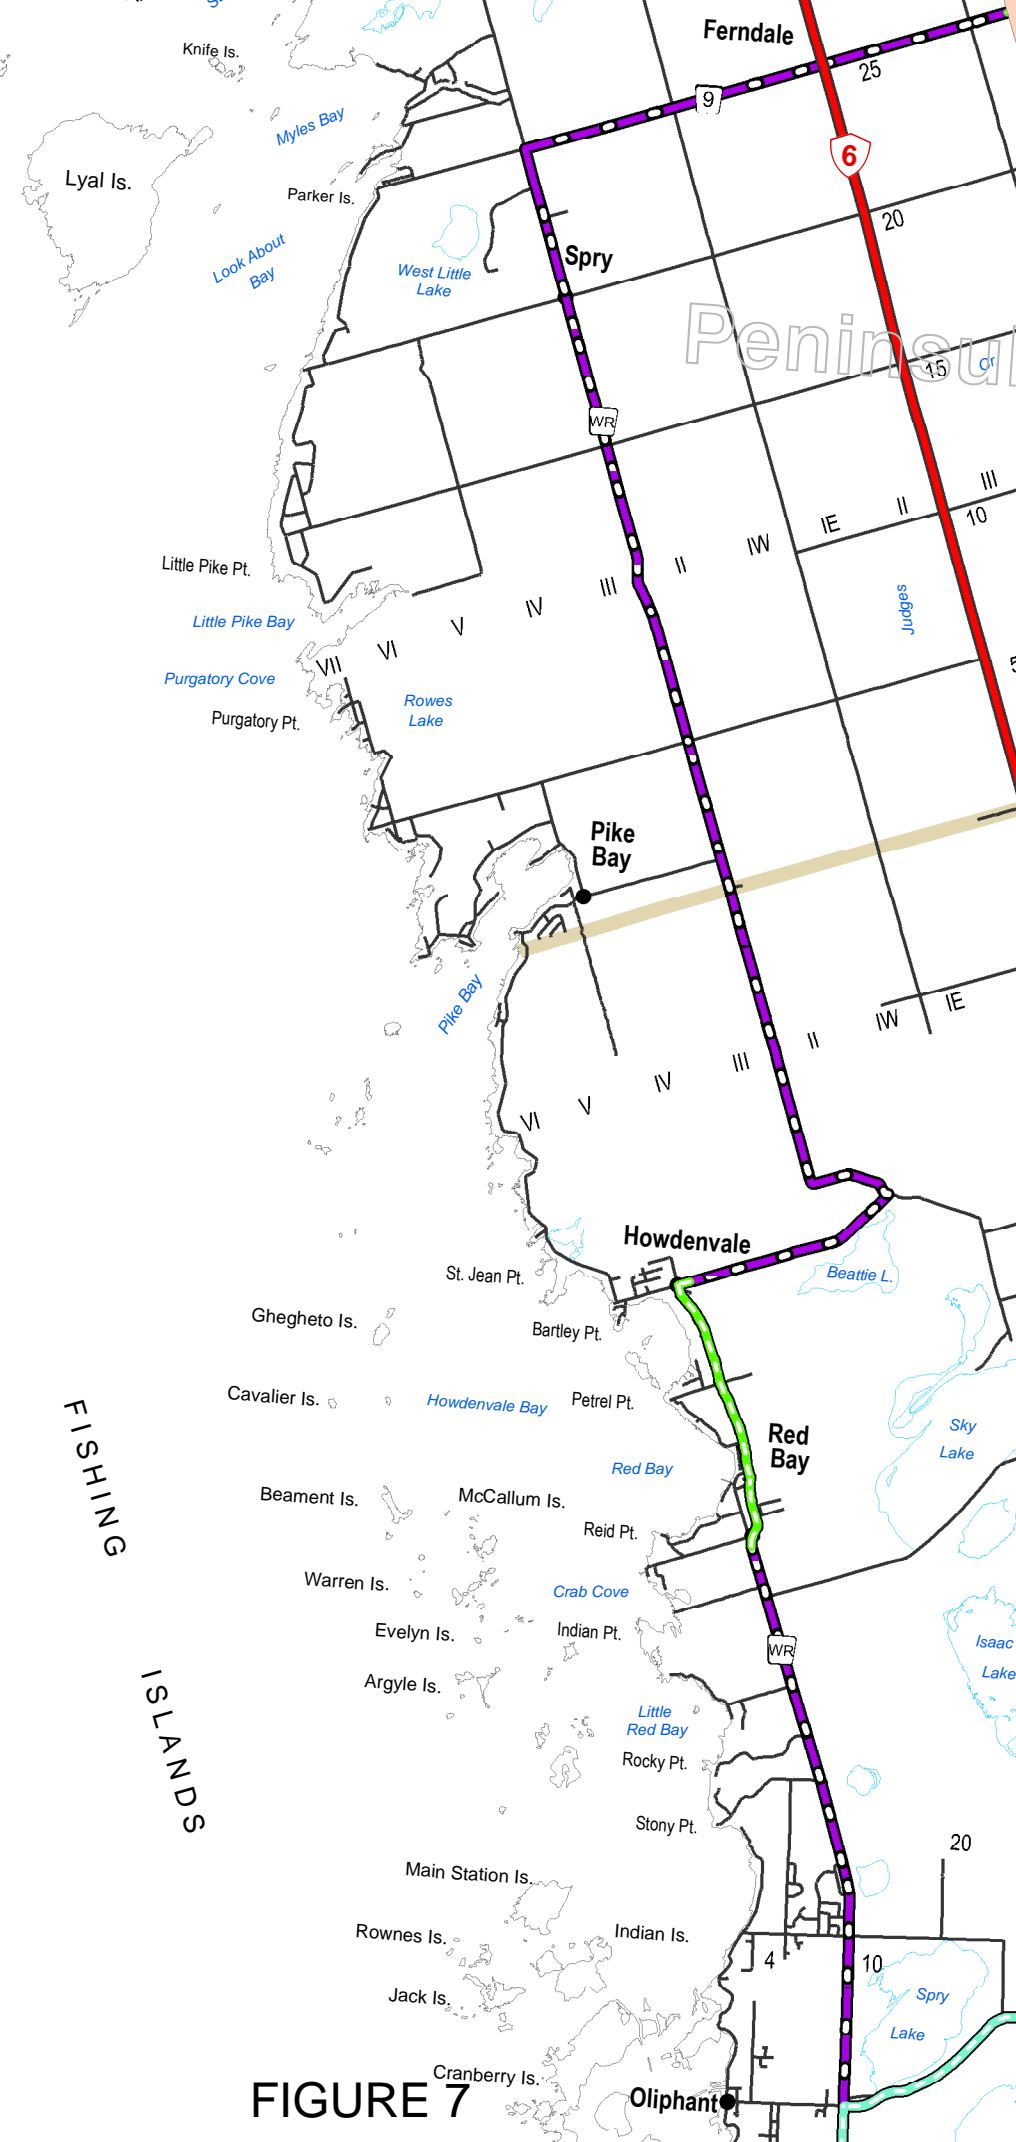 Ferndale
Knife Is.
25
9
Myles Bay
6
Lyal Is.
Parker Is.
20
Look About
Bay
Spry
West Little
Lake
Peninsul
15
Cr.
WR
III
II
10
IE
IW
II
III
IV
V
VI
VII
Little Pike Pt.
Judges
Little Pike Bay
5
Purgatory Cove
Rowes
Lake
Purgatory Pt.
Pike
Bay
Pike Bay
IE
IW
II
III
IV
V
VI
Howdenvale
St. Jean Pt.
Beattie L.
Ghegheto Is.
Bartley Pt.
Cavalier Is.
Howdenvale Bay
Petrel Pt.
FISHING
Red
Bay
Sky
Lake
Red Bay
Beament Is.
McCallum Is.
Reid Pt.
Warren Is.
Crab Cove
Evelyn Is.
Indian Pt.
WR
Isaac
Lake
ISLANDS
Argyle Is.
Little
Red Bay
Rocky Pt.
Stony Pt.
20
Main Station Is.
Rownes Is.
Indian Is.
4
10
Jack Is.
Spry
Lake
Cranberry Is.
FIGURE 7
Oliphant